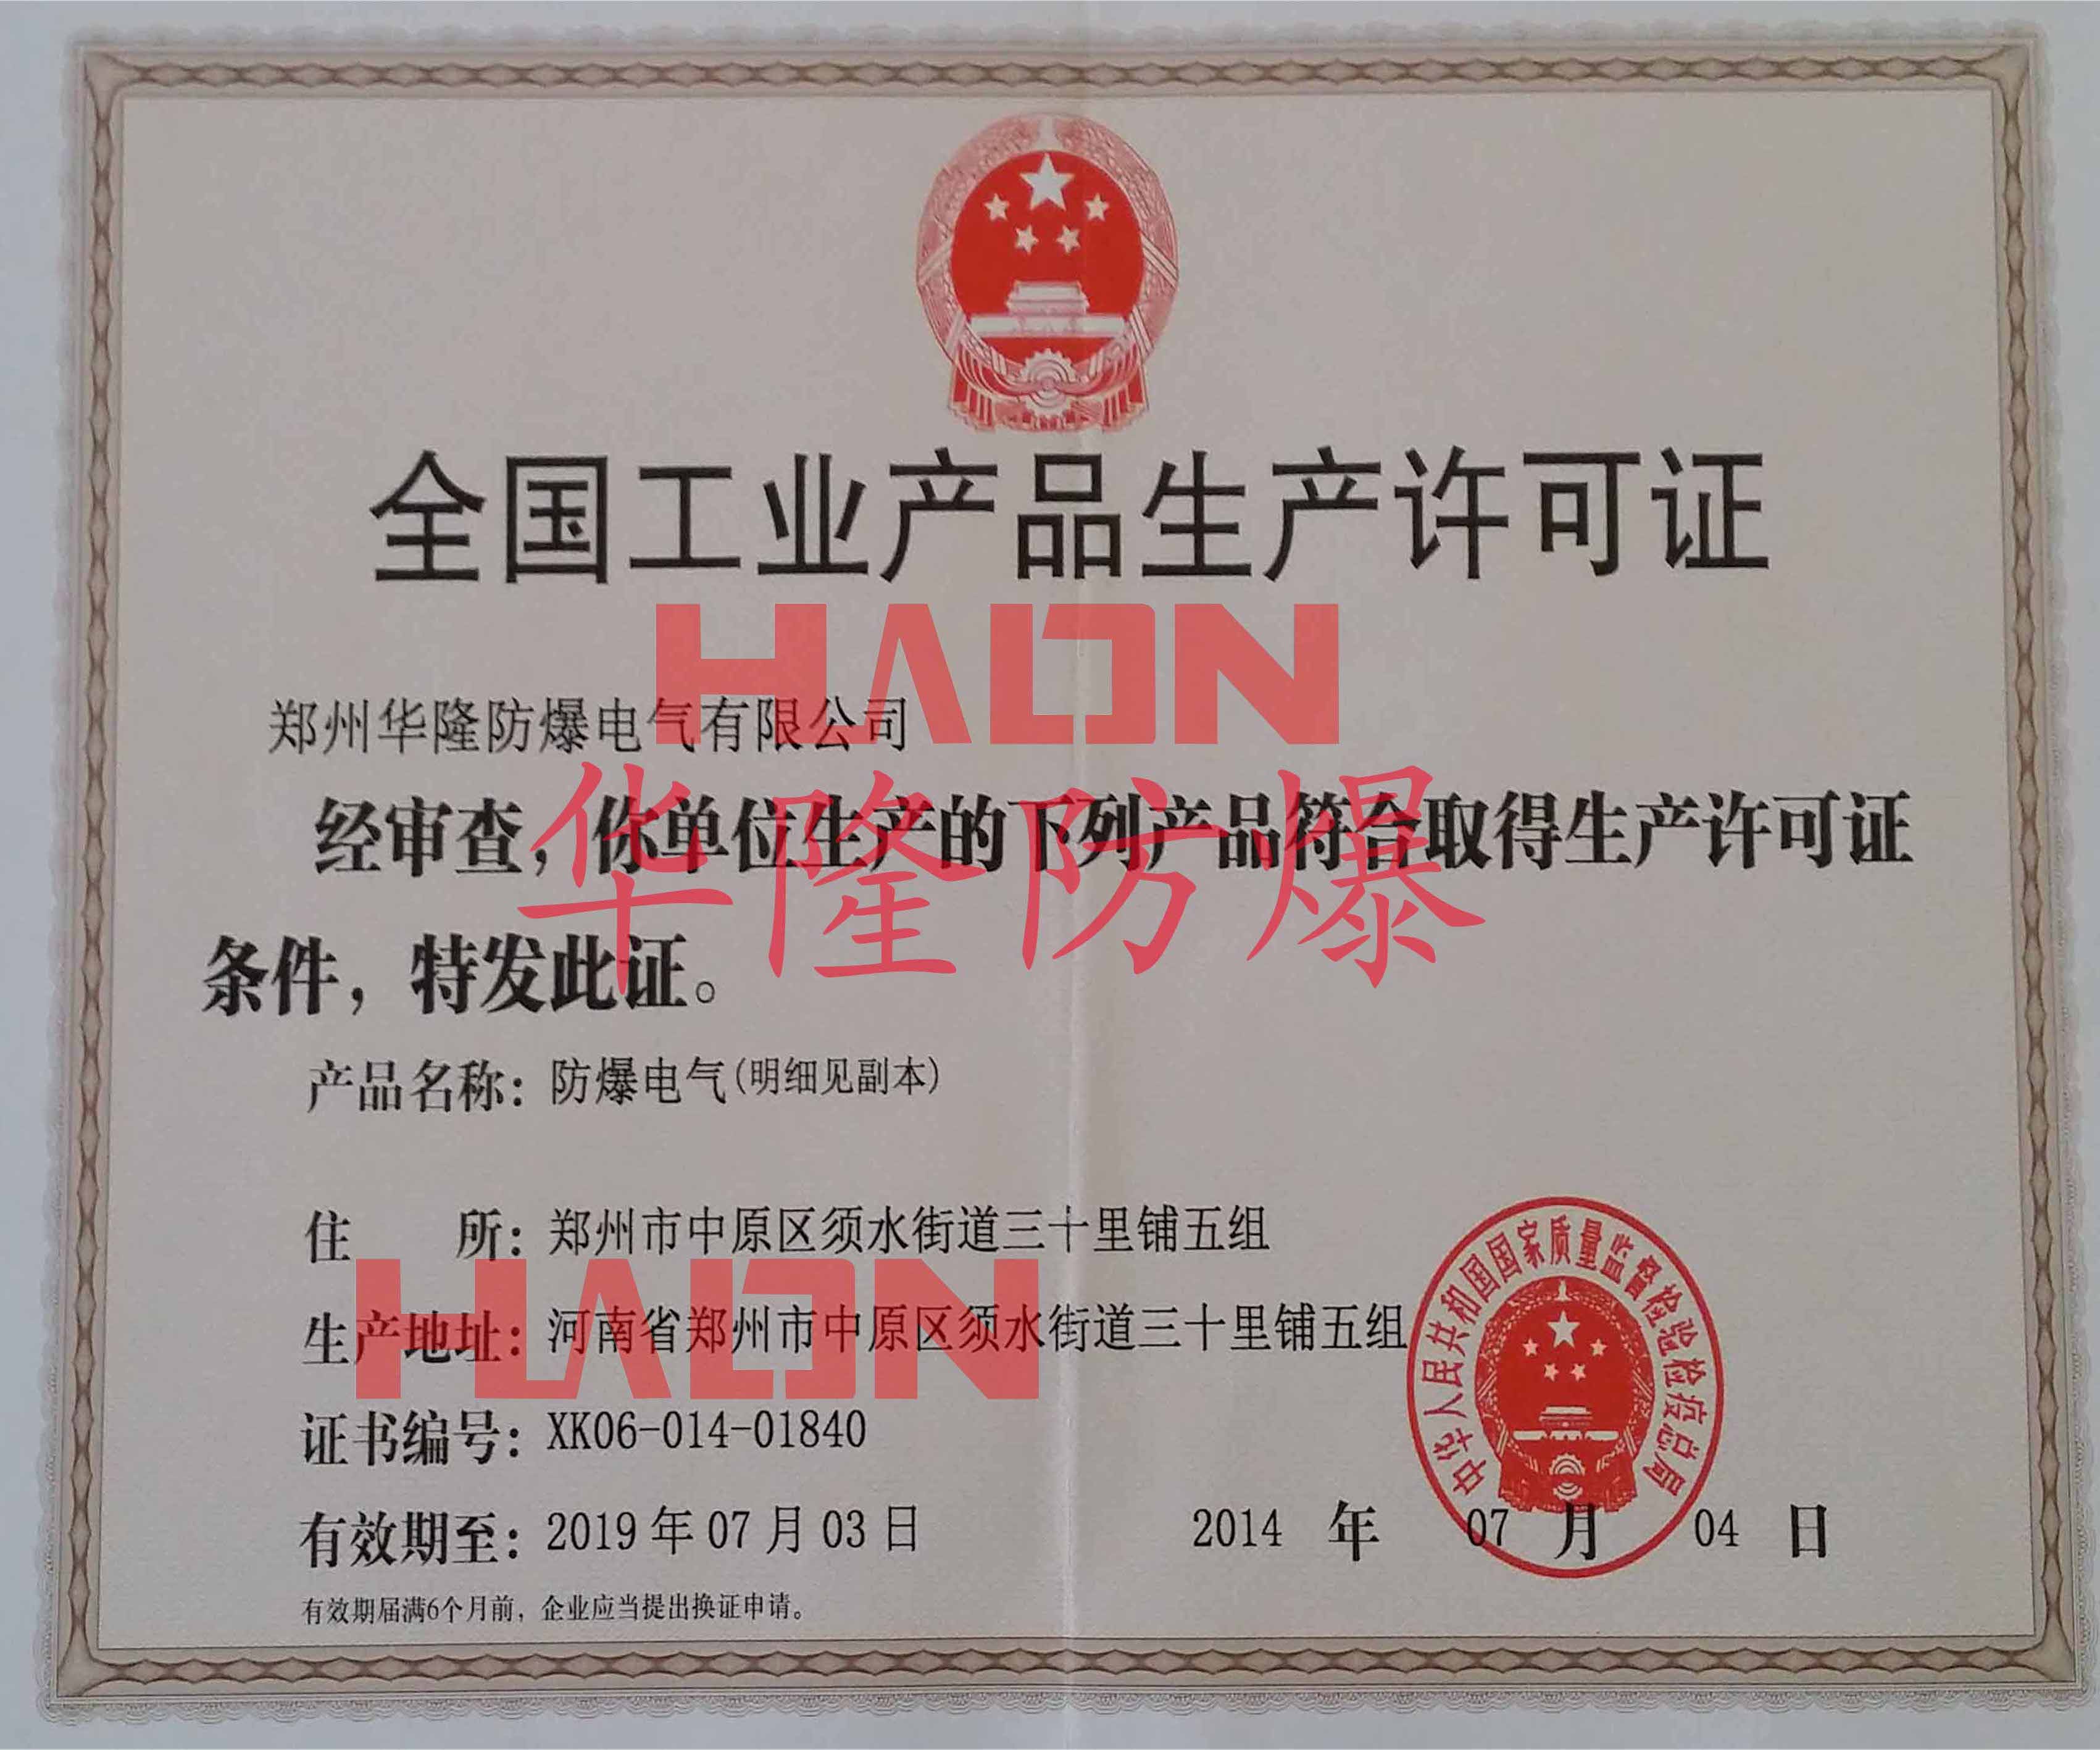 全国工业产品生产许可证
HADN
郑州华隆防爆电气有限公司
华隆防爆
经审查，你单位生产的下列产品符合取得生产许可证
条件，特发此证。
产品名称：防爆电气(明细见副本)
住 所：郑州市中原区须水街道三十里铺五组
HADN
生产地址：河南省郑州市中原区须水街道三十里铺五组
证书编号：XK06-014-01840
有效期至：2019年07月03日
中华人民共和国国家质量监督检验检疫总局
2014 年 07 月 04 日
有效期届满6个月前，企业应当提出换证申请。